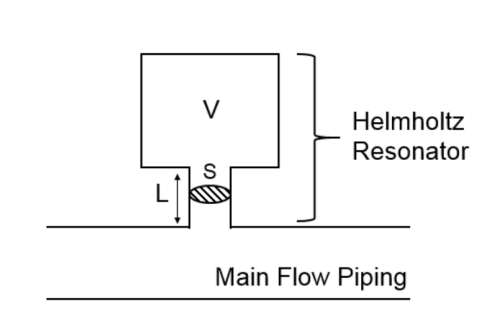 V
Helmholtz
Resonator
S
L
Main Flow Piping